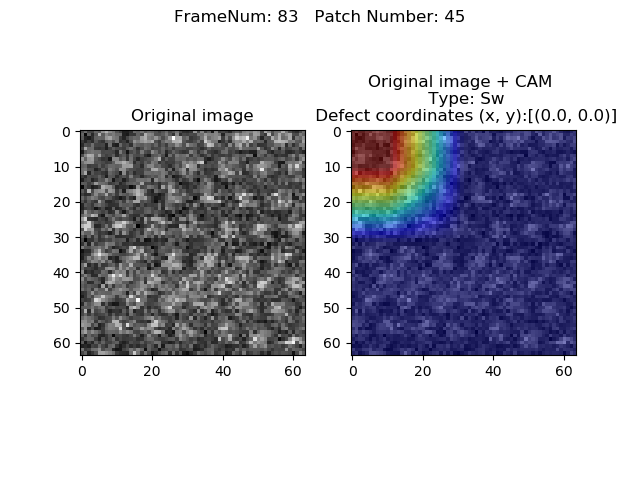 FrameNum: 83   Patch Number: 45
Original image
Original image + CAM
Type: Sw
Defect coordinates (x, y):[(0.0, 0.0)]
0
10
20
30
40
50
60
0 20 40 60
0
10
20
30
40
50
60
0 20 40 60